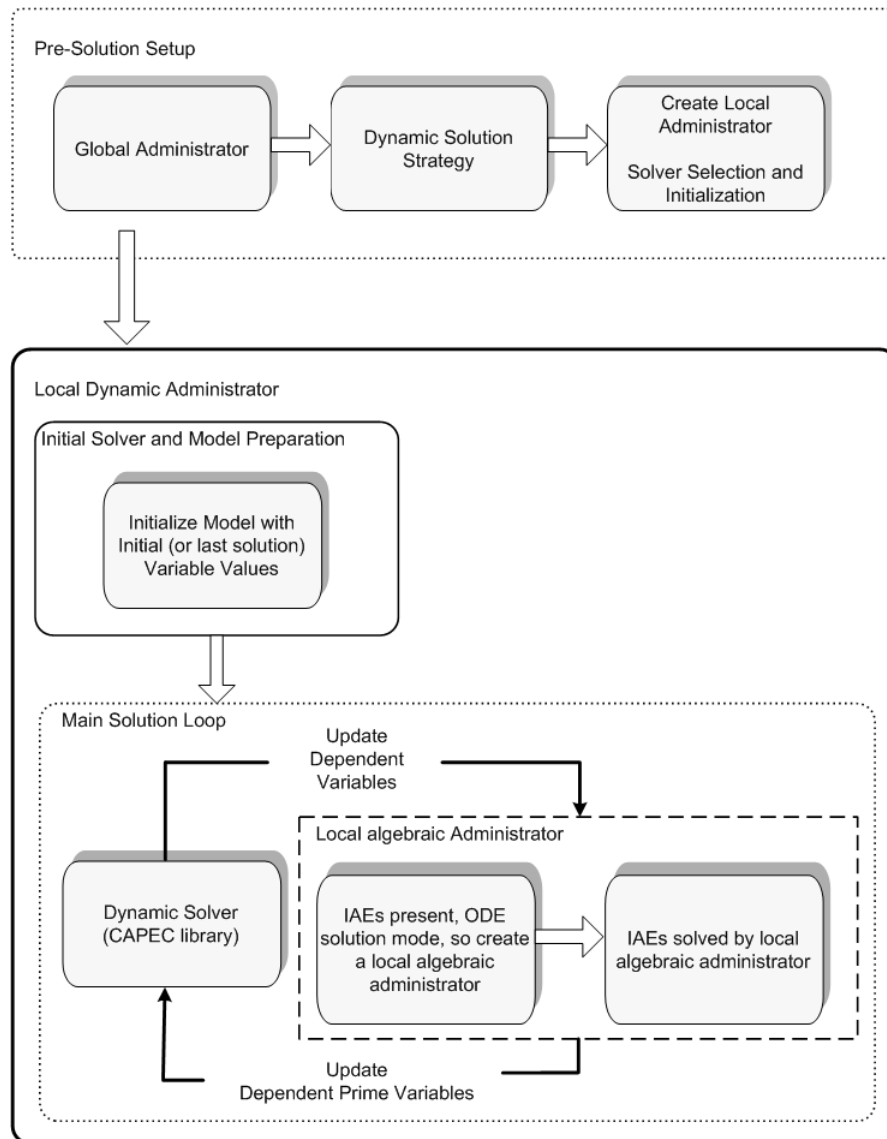 Pre-Solution Setup
Global Administrator
Dynamic Solution
Strategy
Create Local
Administrator
Solver Selection and
Initialization
Local Dynamic Administrator
Initial Solver and Model Preparation
Initialize Model with
Initial (or last solution)
Variable Values
Main Solution Loop
Update
Dependent
Variables
Local algebraic Administrator
Dynamic Solver
(CAPEC library)
IAEs present, ODE
solution mode, so create
a local algebraic
administrator
IAEs solved by local
algebraic administrator
Update
Dependent Prime Variables